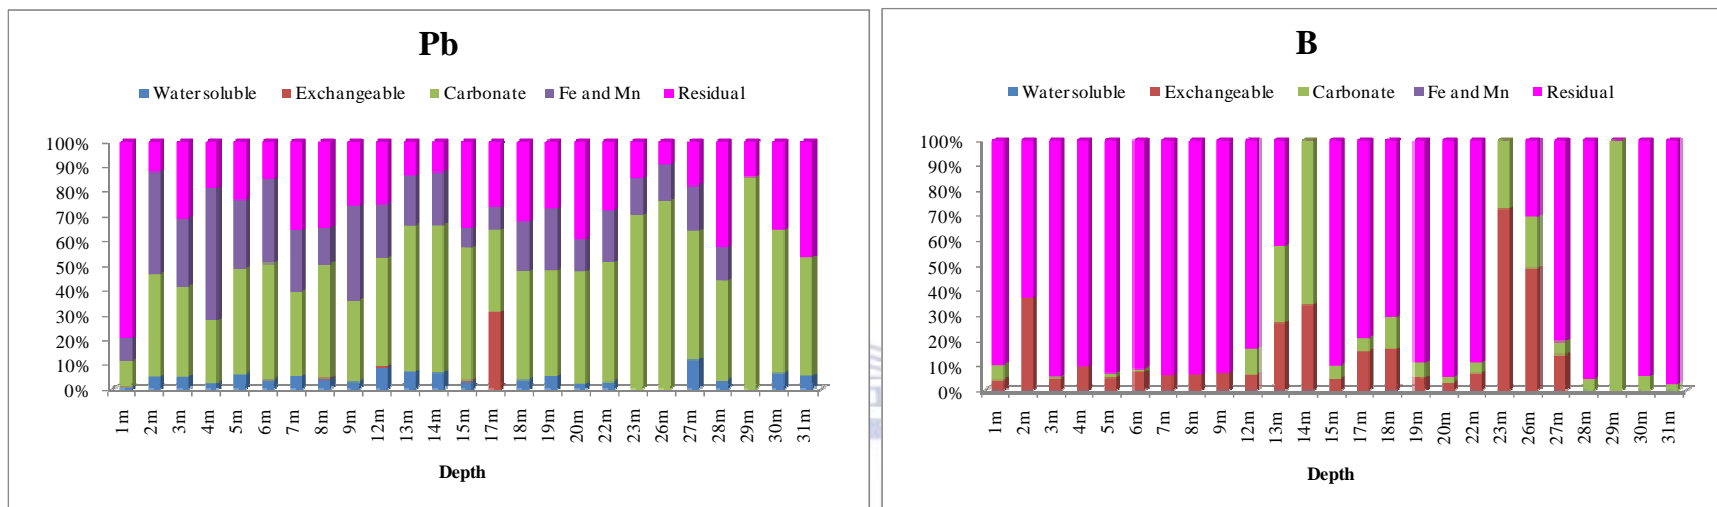 Pb
Water soluble Exchangeable Carbonate Fe and Mn Residual
100%
90%
80%
70%
60%
50%
40%
30%
20%
10%
0%
1m 2m 3m 4m 5m 6m 7m 8m 9m 12m 13m 14m 15m 17m 18m 19m 20m 22m 23m 26m 27m 28m 29m 30m 31m
Depth
B
Water soluble Exchangeable Carbonate Fe and Mn Residual
100%
90%
80%
70%
60%
50%
40%
30%
20%
10%
0%
1m 2m 3m 4m 5m 6m 7m 8m 9m 12m 13m 14m 15m 17m 18m 19m 20m 22m 23m 26m 27m 28m 29m 30m 31m
Depth